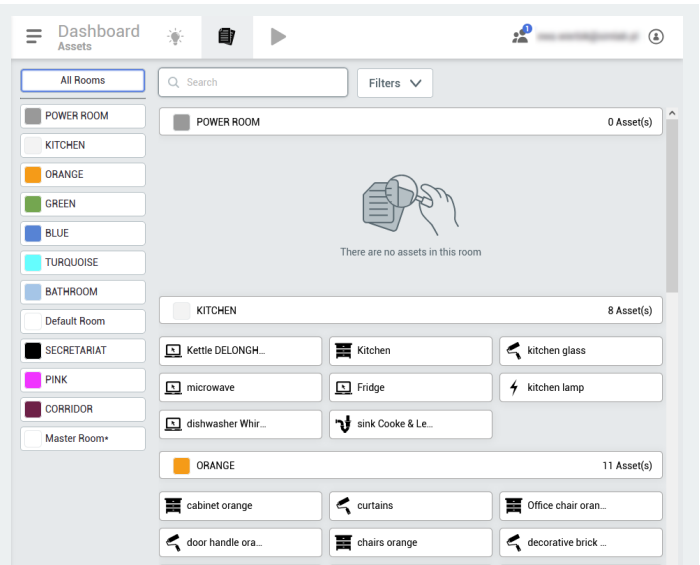 Dashboard
Assets
1
All Rooms
Search
Filters
POWER ROOM
KITCHEN
ORANGE
GREEN
BLUE
TURQUOISE
BATHROOM
Default Room
SECRETARIAT
PINK
CORRIDOR
Master Room*
POWER ROOM 0 Asset(s)
There are no assets in this room
KITCHEN 8 Asset(s)
Kettle DELONGH... Kitchen kitchen glass
microwave Fridge kitchen lamp
dishwasher Whir... sink Cooke & Le...
ORANGE 11 Asset(s)
cabinet orange curtains Office chair oran...
door handle ora... chairs orange decorative brick ...